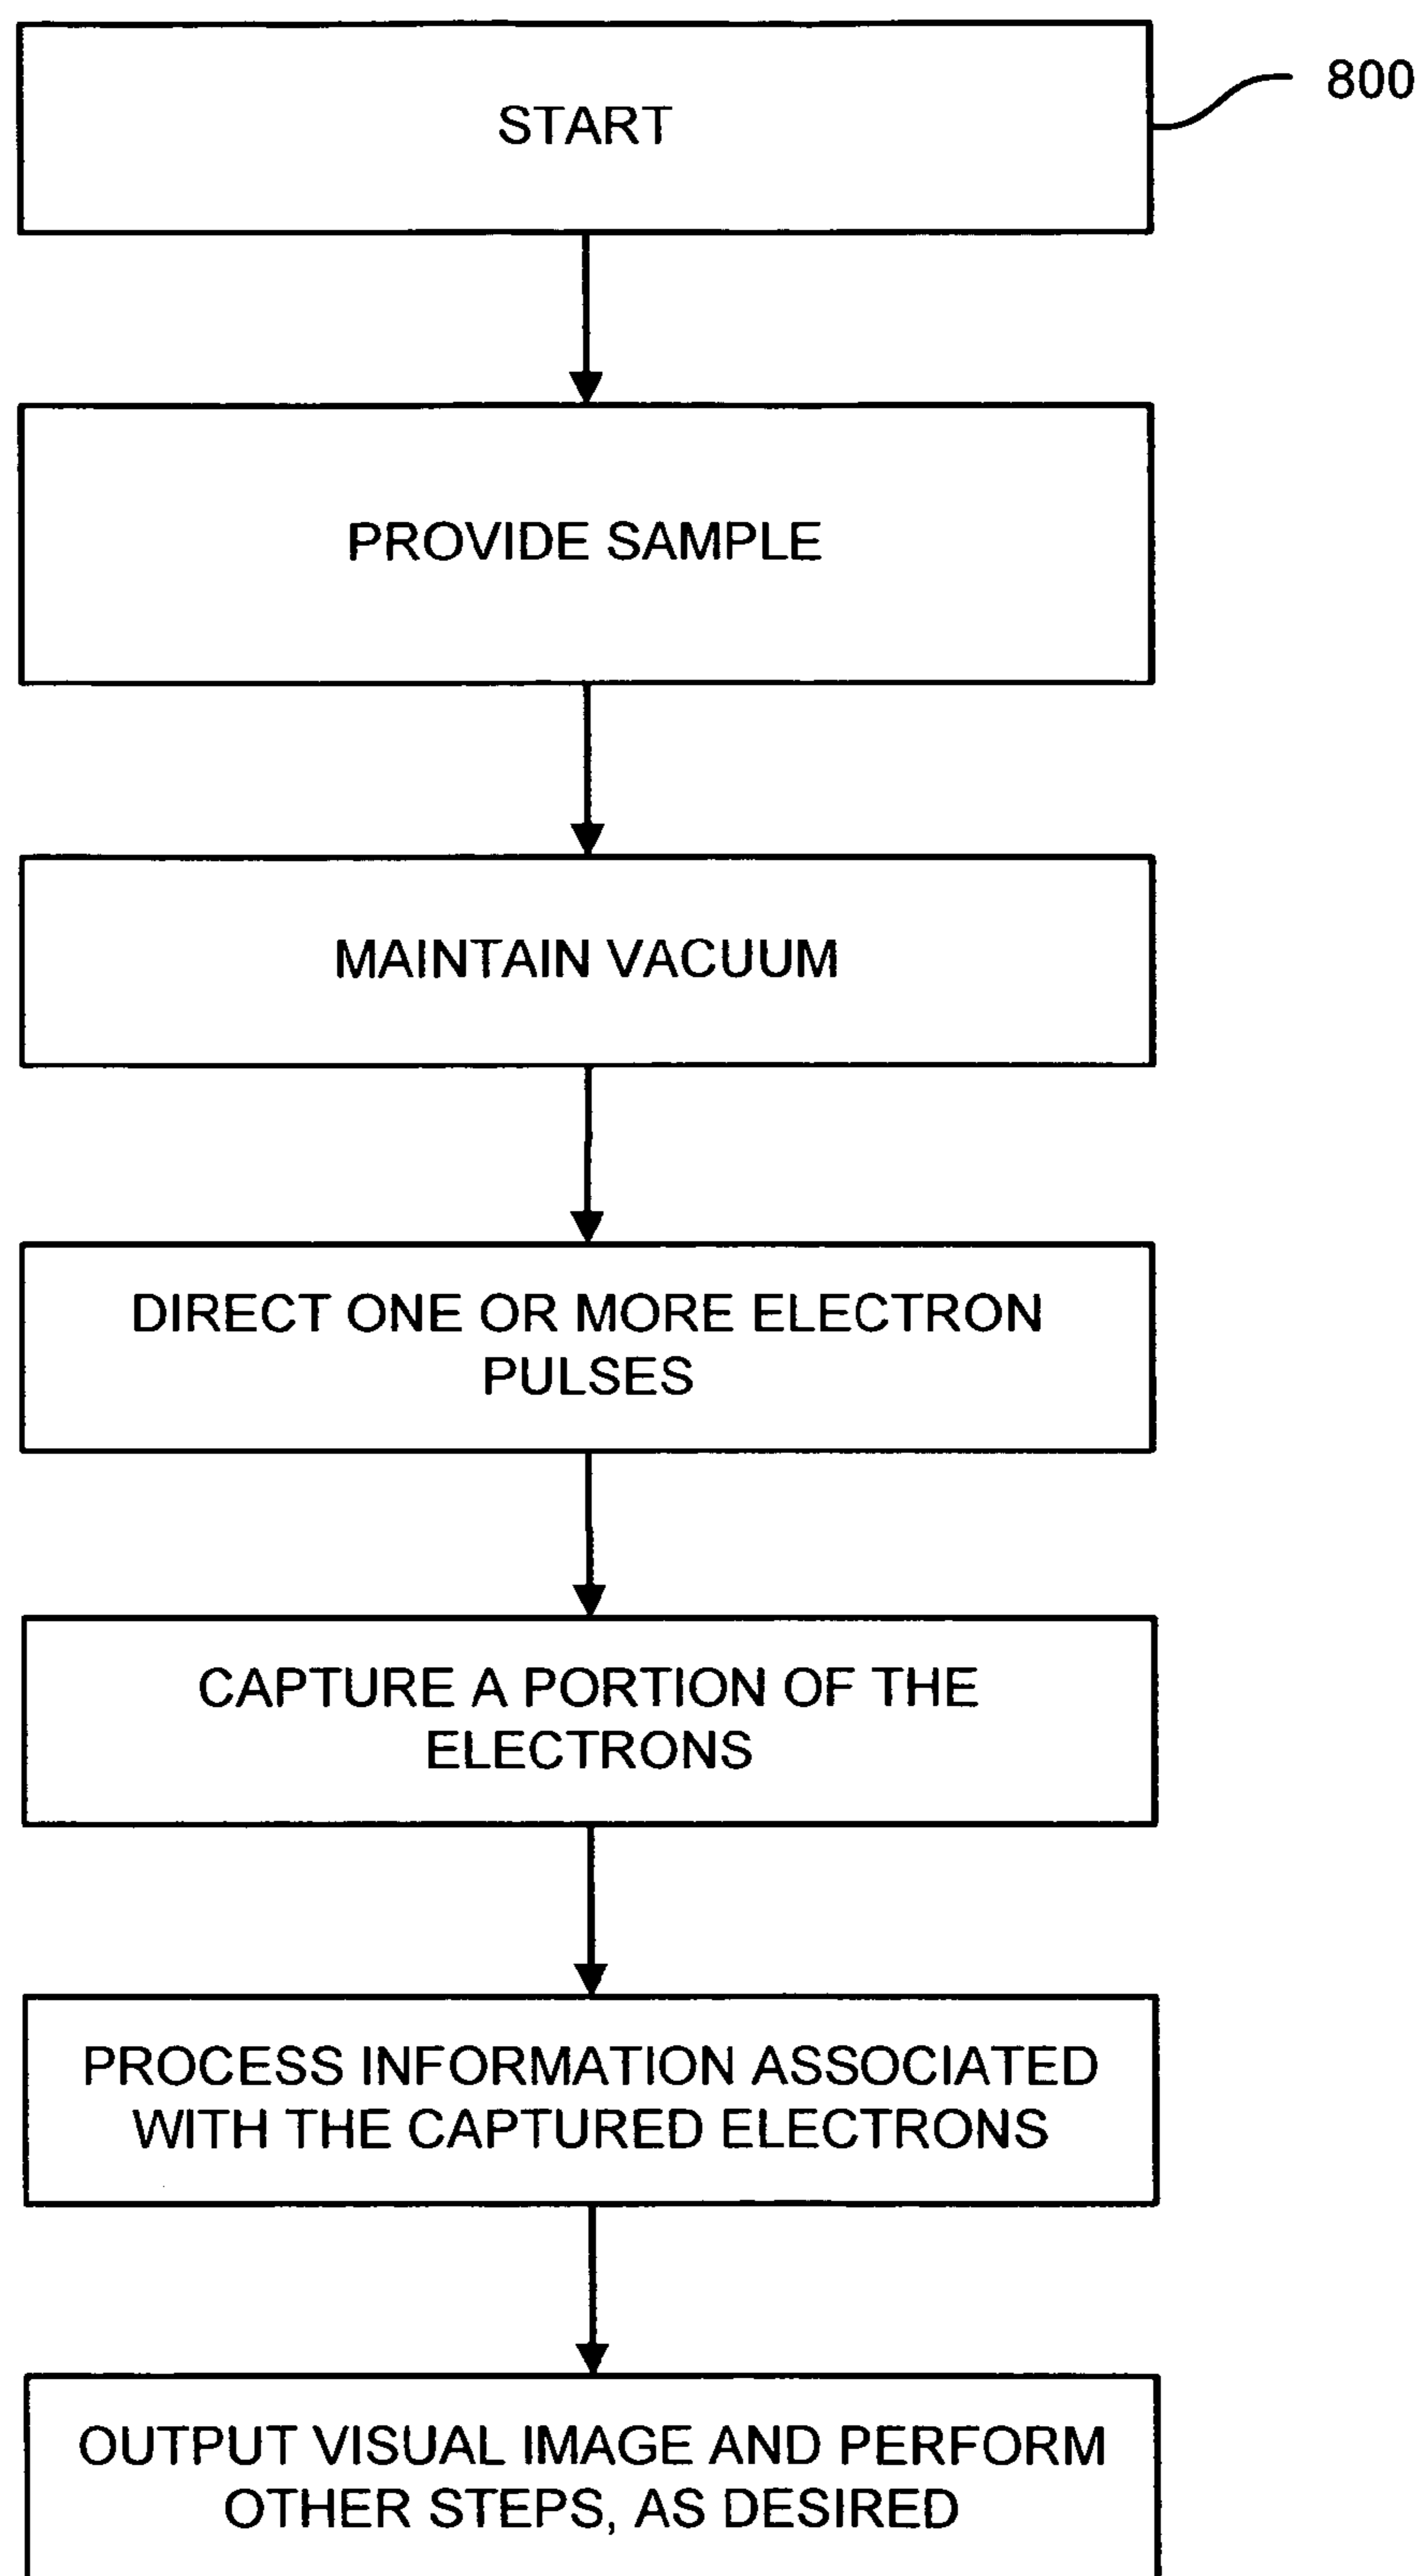 START
800
PROVIDE SAMPLE
MAINTAIN VACUUM
DIRECT ONE OR MORE ELECTRON
PULSES
CAPTURE A PORTION OF THE
ELECTRONS
PROCESS INFORMATION ASSOCIATED
WITH THE CAPTURED ELECTRONS
OUTPUT VISUAL IMAGE AND PERFORM
OTHER STEPS, AS DESIRED